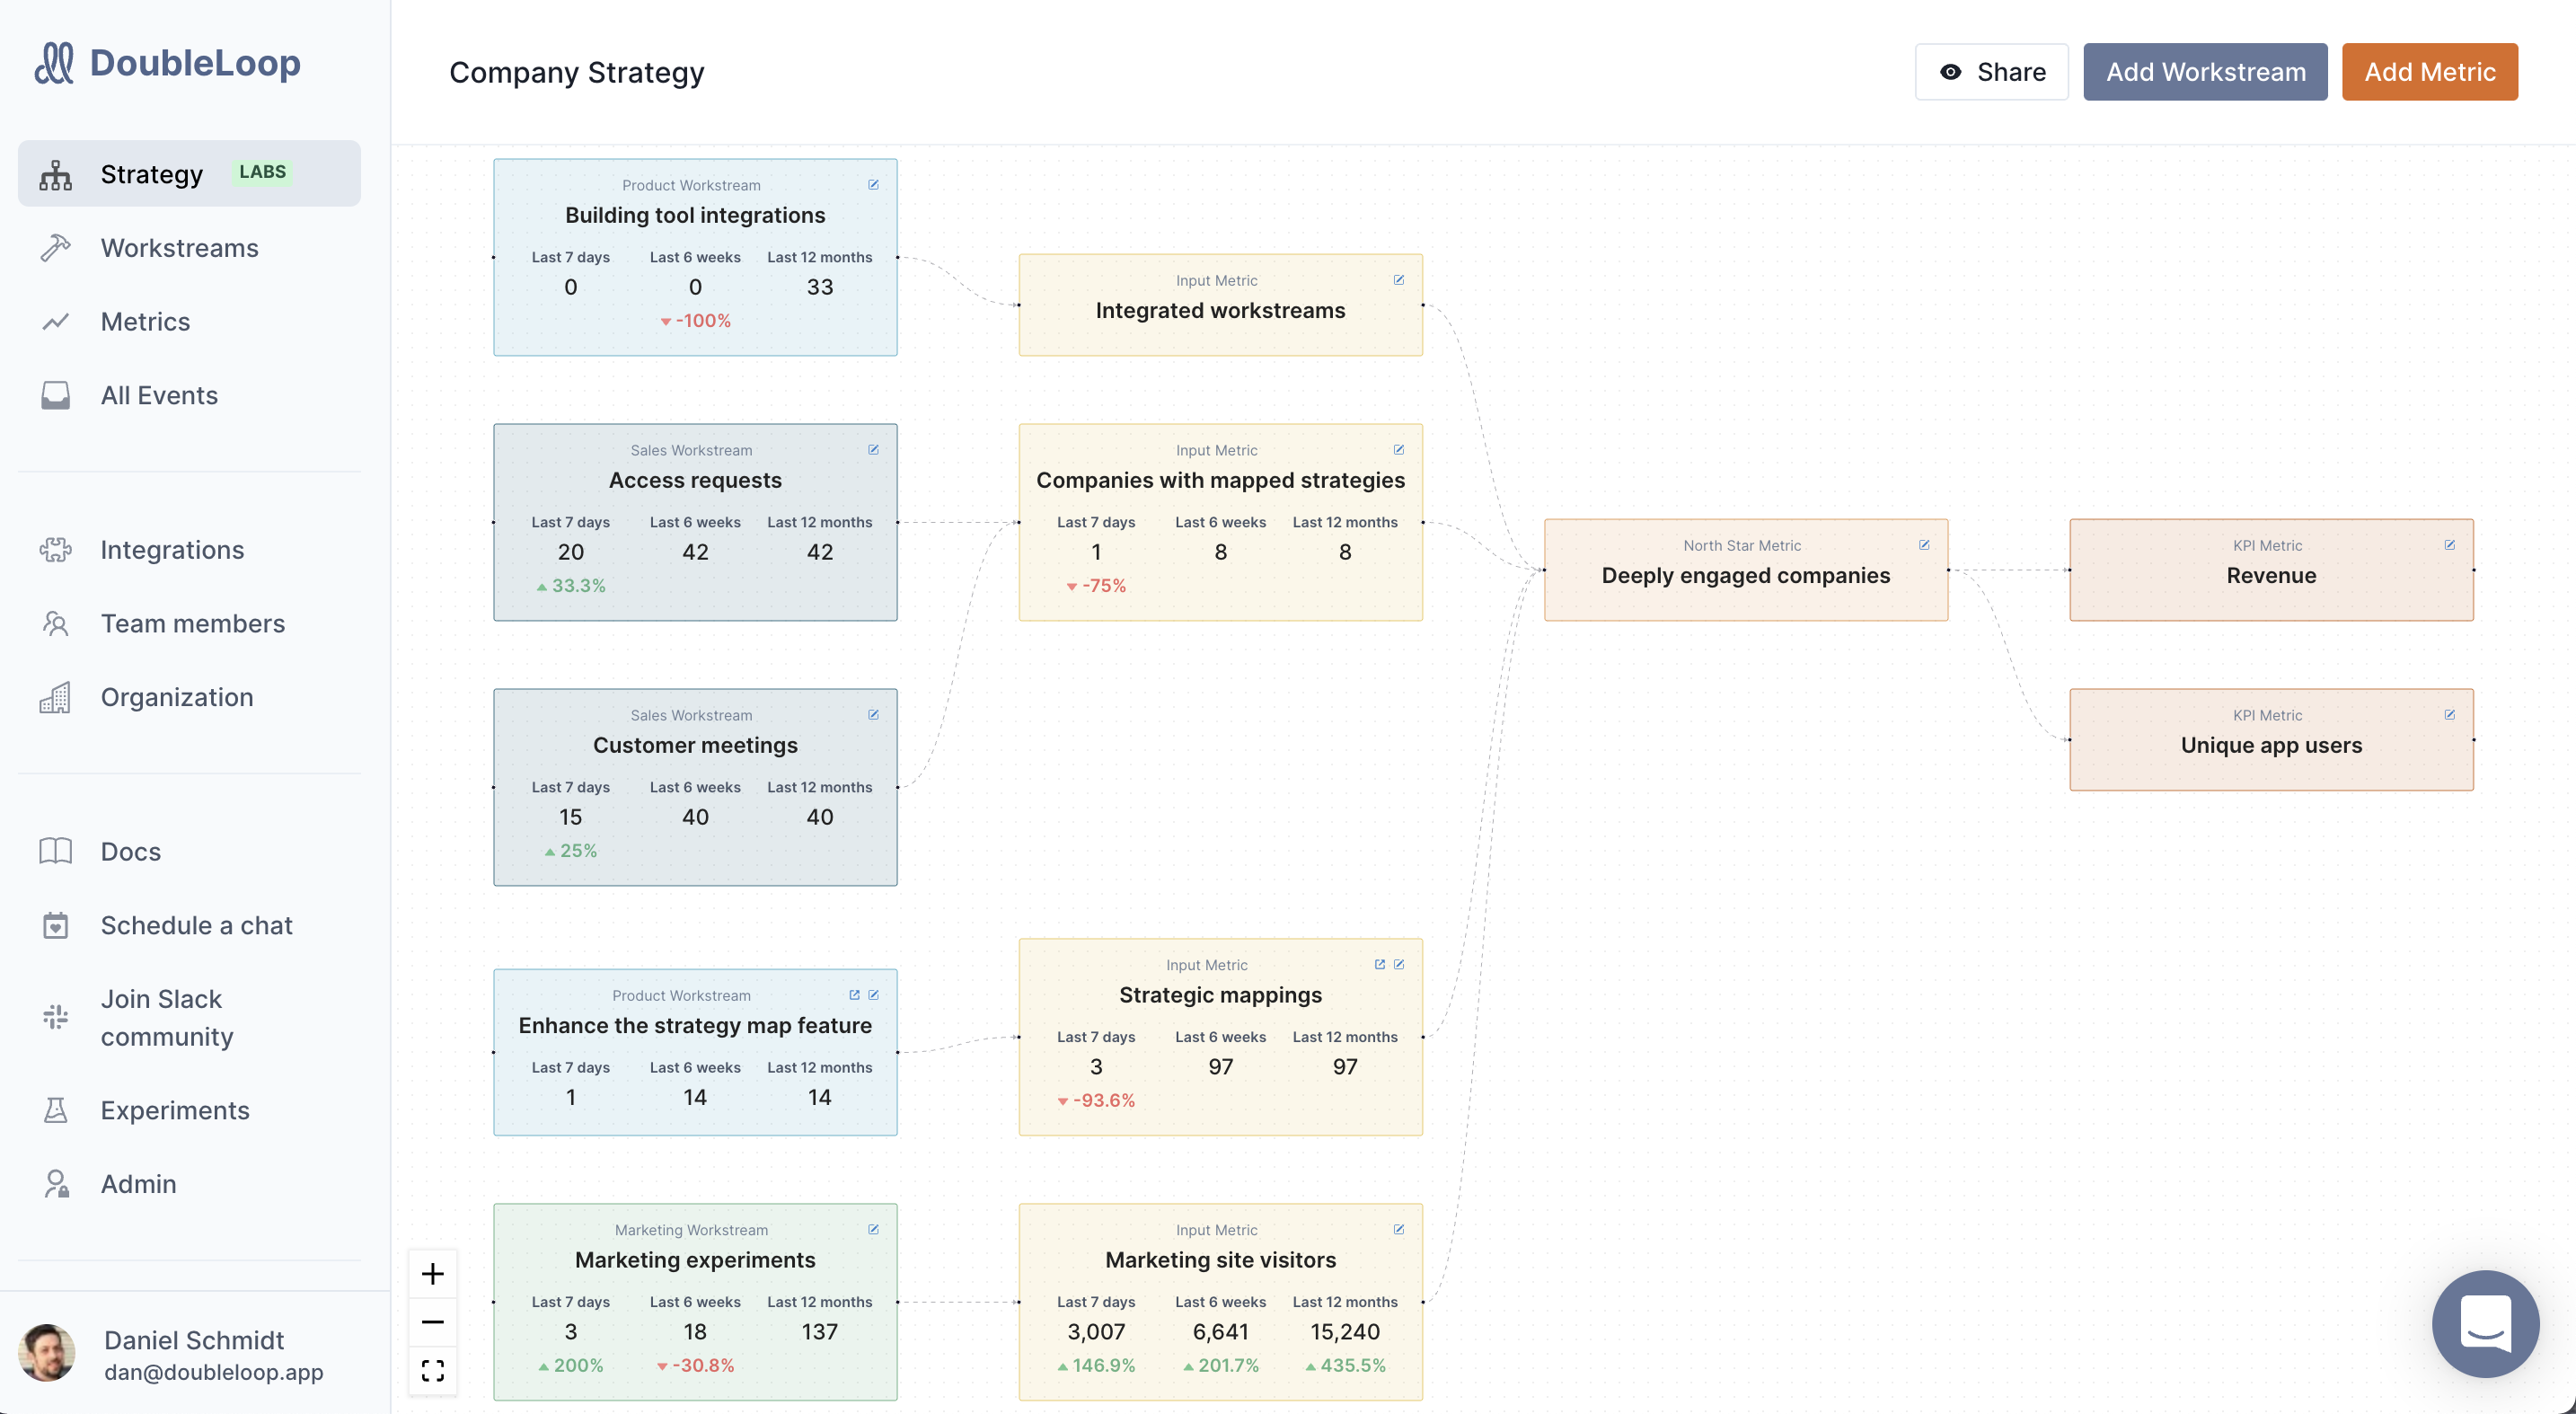 DoubleLoop
Strategy LABS
Workstreams
Metrics
All Events
Integrations
Team members
Organization
Docs
Schedule a chat
Join Slack
community
Experiments
Admin
Daniel Schmidt
dan@doubleloop.app
Company Strategy
Share
Add Workstream
Add Metric
Product Workstream
Building tool integrations
Last 7 days Last 6 weeks Last 12 months
0 0 33
-100%
Input Metric
Integrated workstreams
Sales Workstream
Access requests
Last 7 days Last 6 weeks Last 12 months
20 42 42
33.3%
Input Metric
Companies with mapped strategies
Last 7 days Last 6 weeks Last 12 months
1 8 8
-75%
North Star Metric
Deeply engaged companies
KPI Metric
Revenue
Sales Workstream
Customer meetings
Last 7 days Last 6 weeks Last 12 months
15 40 40
25%
KPI Metric
Unique app users
Product Workstream
Enhance the strategy map feature
Last 7 days Last 6 weeks Last 12 months
1 14 14
Input Metric
Strategic mappings
Last 7 days Last 6 weeks Last 12 months
3 97 97
-93.6%
Marketing Workstream
Marketing experiments
Last 7 days Last 6 weeks Last 12 months
3 18 137
200% -30.8%
Input Metric
Marketing site visitors
Last 7 days Last 6 weeks Last 12 months
3,007 6,641 15,240
146.9% 201.7% 435.5%